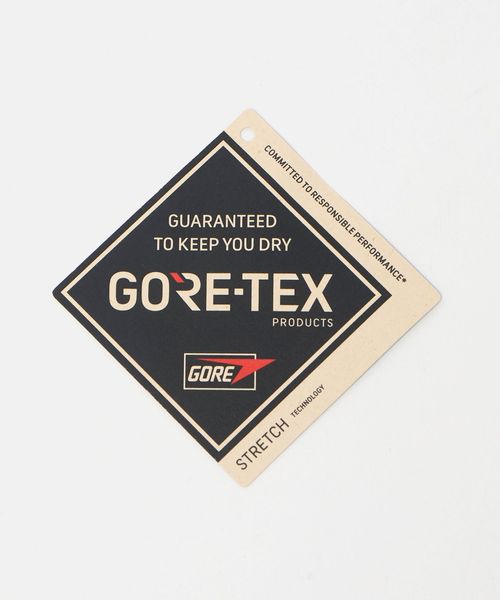 COMMITTED TO RESPONSIBLE PERFORMANCE*
GUARANTEED
TO KEEP YOU DRY
GORE-TEX
PRODUCTS
GORE
STRETCH TECHNOLOGY